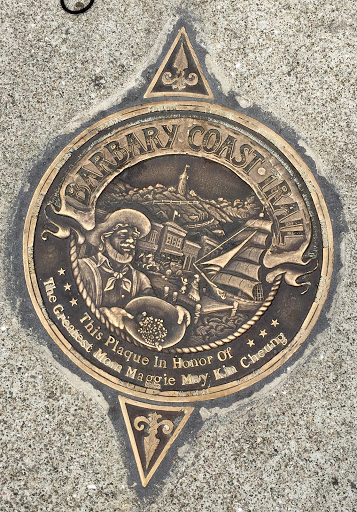 BARBARY COAST TRAIL
This Plaque In Honor Of
The Greatest Mom Maggie May Kin Cheung